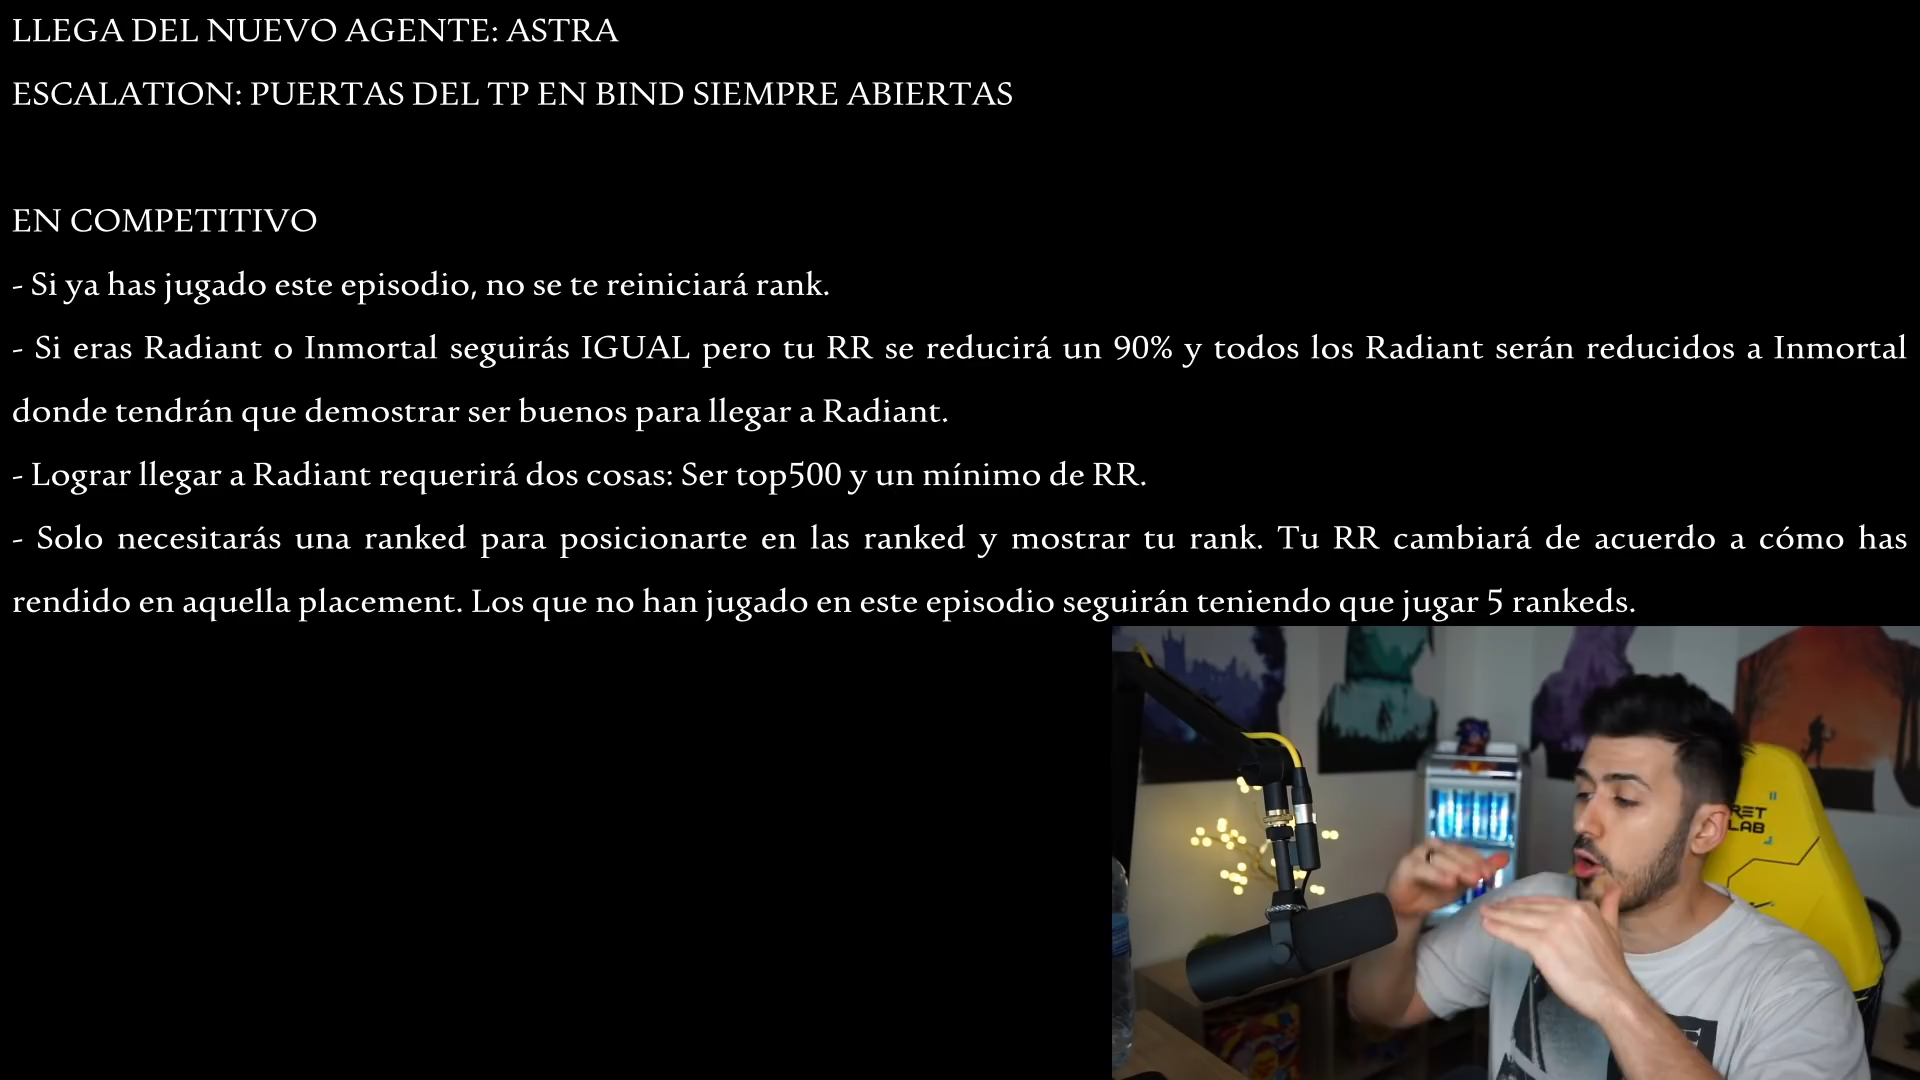 LLEGA DEL NUEVO AGENTE: ASTRA
ESCALATION: PUERTAS DEL TP EN BIND SIEMPRE ABIERTAS
EN COMPETITIVO
- Si ya has jugado este episodio, no se te reiniciará rank.
- Si eras Radiant o Inmortal seguirás IGUAL pero tu RR se reducirá un 90% y todos los Radiant serán reducidos a Inmortal
donde tendrán que demostrar ser buenos para llegar a Radiant.
- Lograr llegar a Radiant requerirá dos cosas: Ser top500 y un mínimo de RR.
- Solo necesitarás una ranked para posicionarte en las ranked y mostrar tu rank. Tu RR cambiará de acuerdo a cómo has
rendido en aquella placement. Los que no han jugado en este episodio seguirán teniendo que jugar 5 rankeds.
RET
LAB